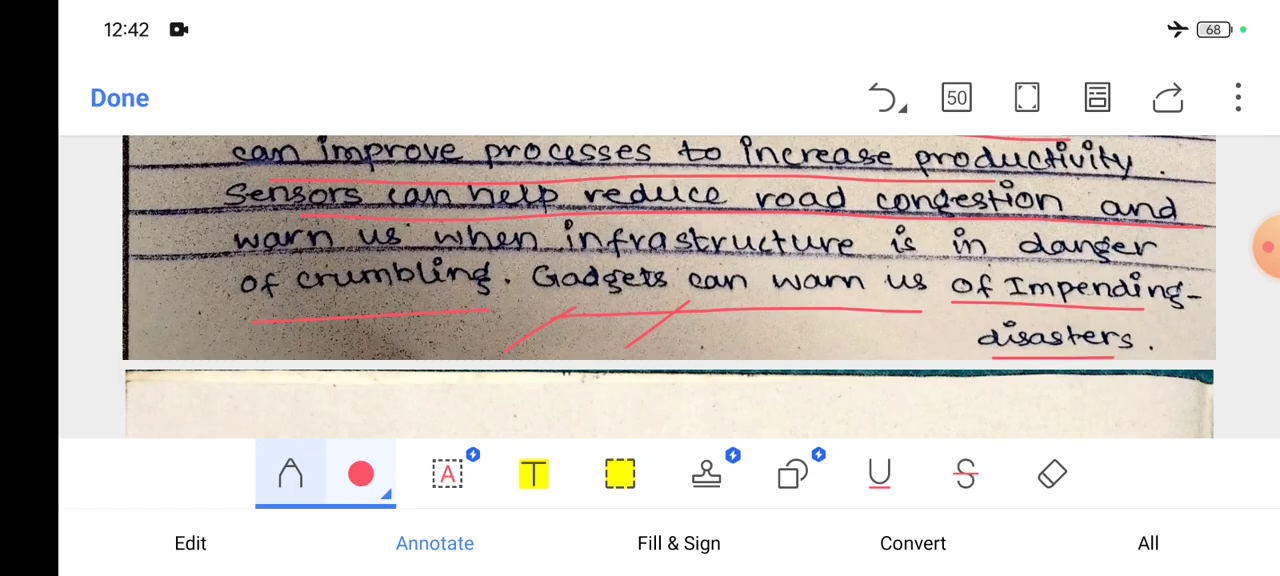 12:42
68
Done
50
can improve processes to increase productivity.
Sensors can help reduce road congestion and
warn us when infrastructure is in danger
of crumbling. Gadgets can warn us of Impending-
disasters.
A
T
U
S
Edit
Annotate
Fill & Sign
Convert
All